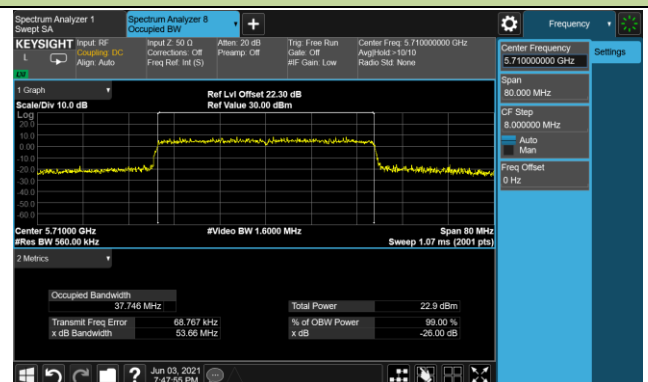 Spectrum Analyzer 1
Swept SA
Spectrum Analyzer 8
Occupied BW
Frequency
KEYSIGHT
L
Input: RF
Coupling: DC
Align: Auto
Input Z: 50 Ω
Corrections: Off
Freq Ref: Int (S)
Atten: 20 dB
Preamp: Off
Trig: Free Run
Gate: Off
#IF Gain: Low
Center Freq: 5.710000000 GHz
Avg|Hold:>10/10
Radio Std: None
Center Frequency
5.710000000 GHz
Settings
Span
80.000 MHz
CF Step
8.000000 MHz
Auto
Man
Freq Offset
0 Hz
1 Graph
Scale/Div 10.0 dB
Ref Lvl Offset 22.30 dB
Ref Value 30.00 dBm
Log
20.0
10.0
0.00
-10.0
-20.0
-30.0
-40.0
-50.0
-60.0
Center 5.71000 GHz
#Res BW 560.00 kHz
#Video BW 1.6000 MHz
Span 80 MHz
Sweep 1.07 ms (2001 pts)
2 Metrics
Occupied Bandwidth
37.746 MHz
Total Power 22.9 dBm
Transmit Freq Error 68.767 kHz
% of OBW Power 99.00 %
x dB Bandwidth 53.66 MHz
x dB -26.00 dB
?
Jun 03, 2021
7:47:55 PM